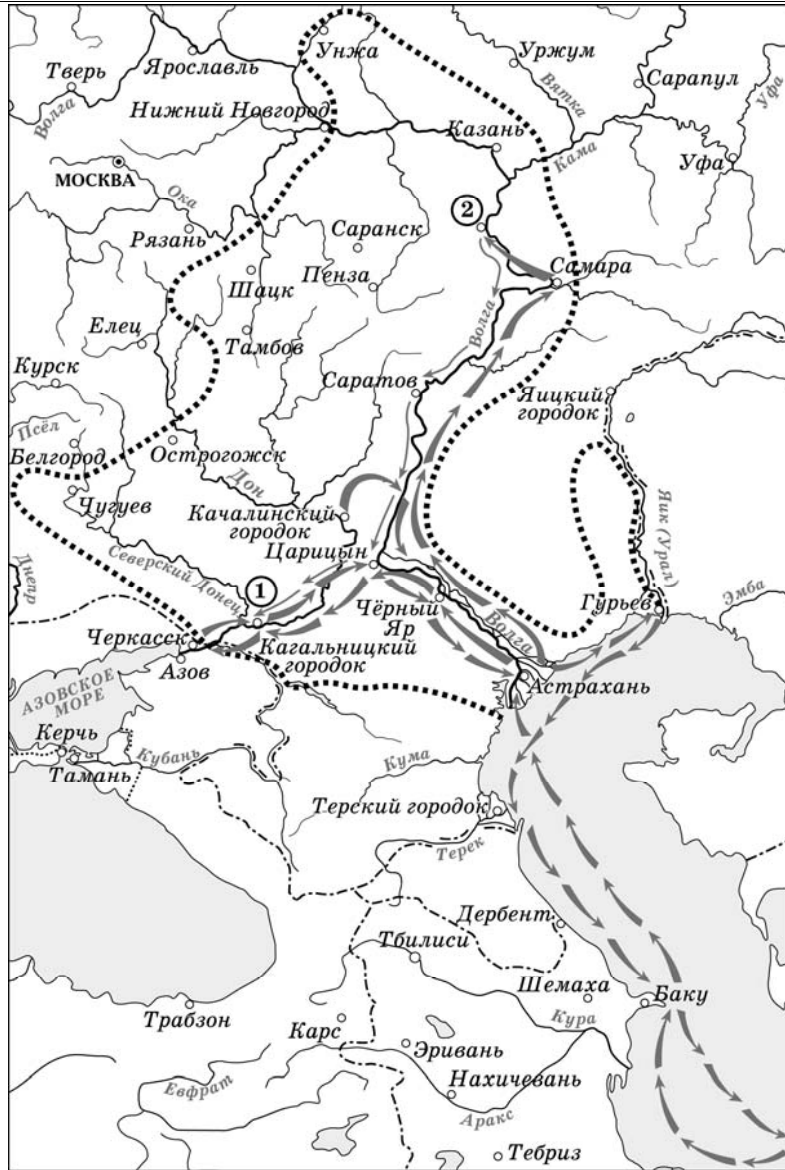 Унжа
Уржум
Тверь
Ярославль
Вятка
Сарапул
Волга
Нижний Новгород
Казань
Уфа
Кама
Уфа
МОСКВА
Ока
2
Рязань
Саранск
Самара
Шацк
Пенза
Волга
Елец
Тамбов
Курск
Саратов
Яицкий
городок
Псёл
Белгород
Острогожск
Дон
Чугуев
Качалинский
городок
Яик (Урал)
Царицын
Северский Донец
1
Днепр
Чёрный
Яр
Волга
Гурьев
Эмба
Черкасск
Кагальницкий
городок
Азов
Астрахань
АЗОВСКОЕ
МОРЕ
Керчь
Тамань
Кубань
Кума
Терский городок
Терек
Дербент
Тбилиси
Шемаха
Баку
Трабзон
Карс
Кура
Эривань
Евфрат
Нахичевань
Аракс
Тебриз